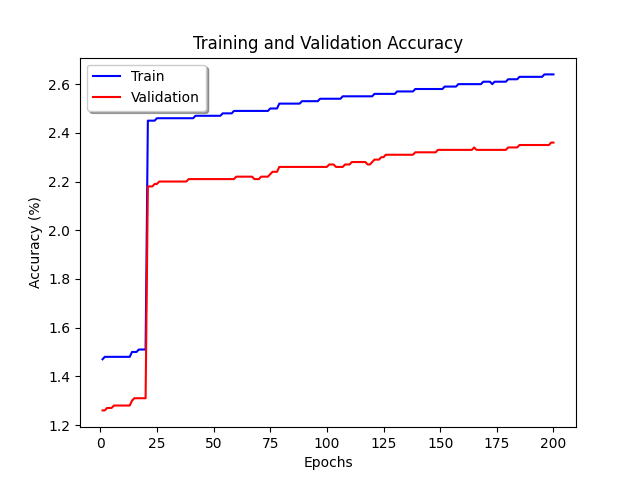 Training and Validation Accuracy
Train
Validation
Accuracy (%)
2.6
2.4
2.2
2.0
1.8
1.6
1.4
1.2
0 25 50 75 100 125 150 175 200
Epochs